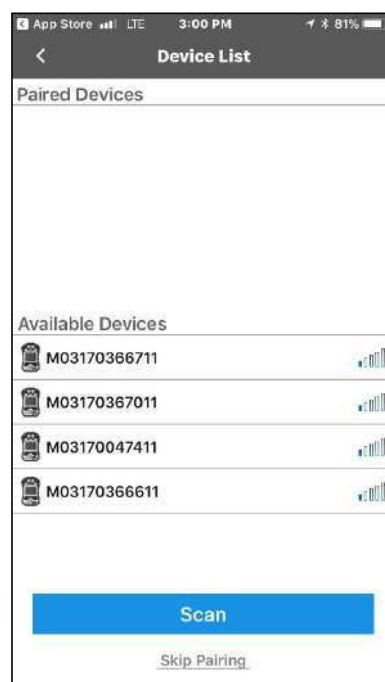 App Store LTE 3:00 PM 81%
Device List
Paired Devices
Available Devices
M03170366711
M03170367011
M03170047411
M03170366611
Scan
Skip Pairing